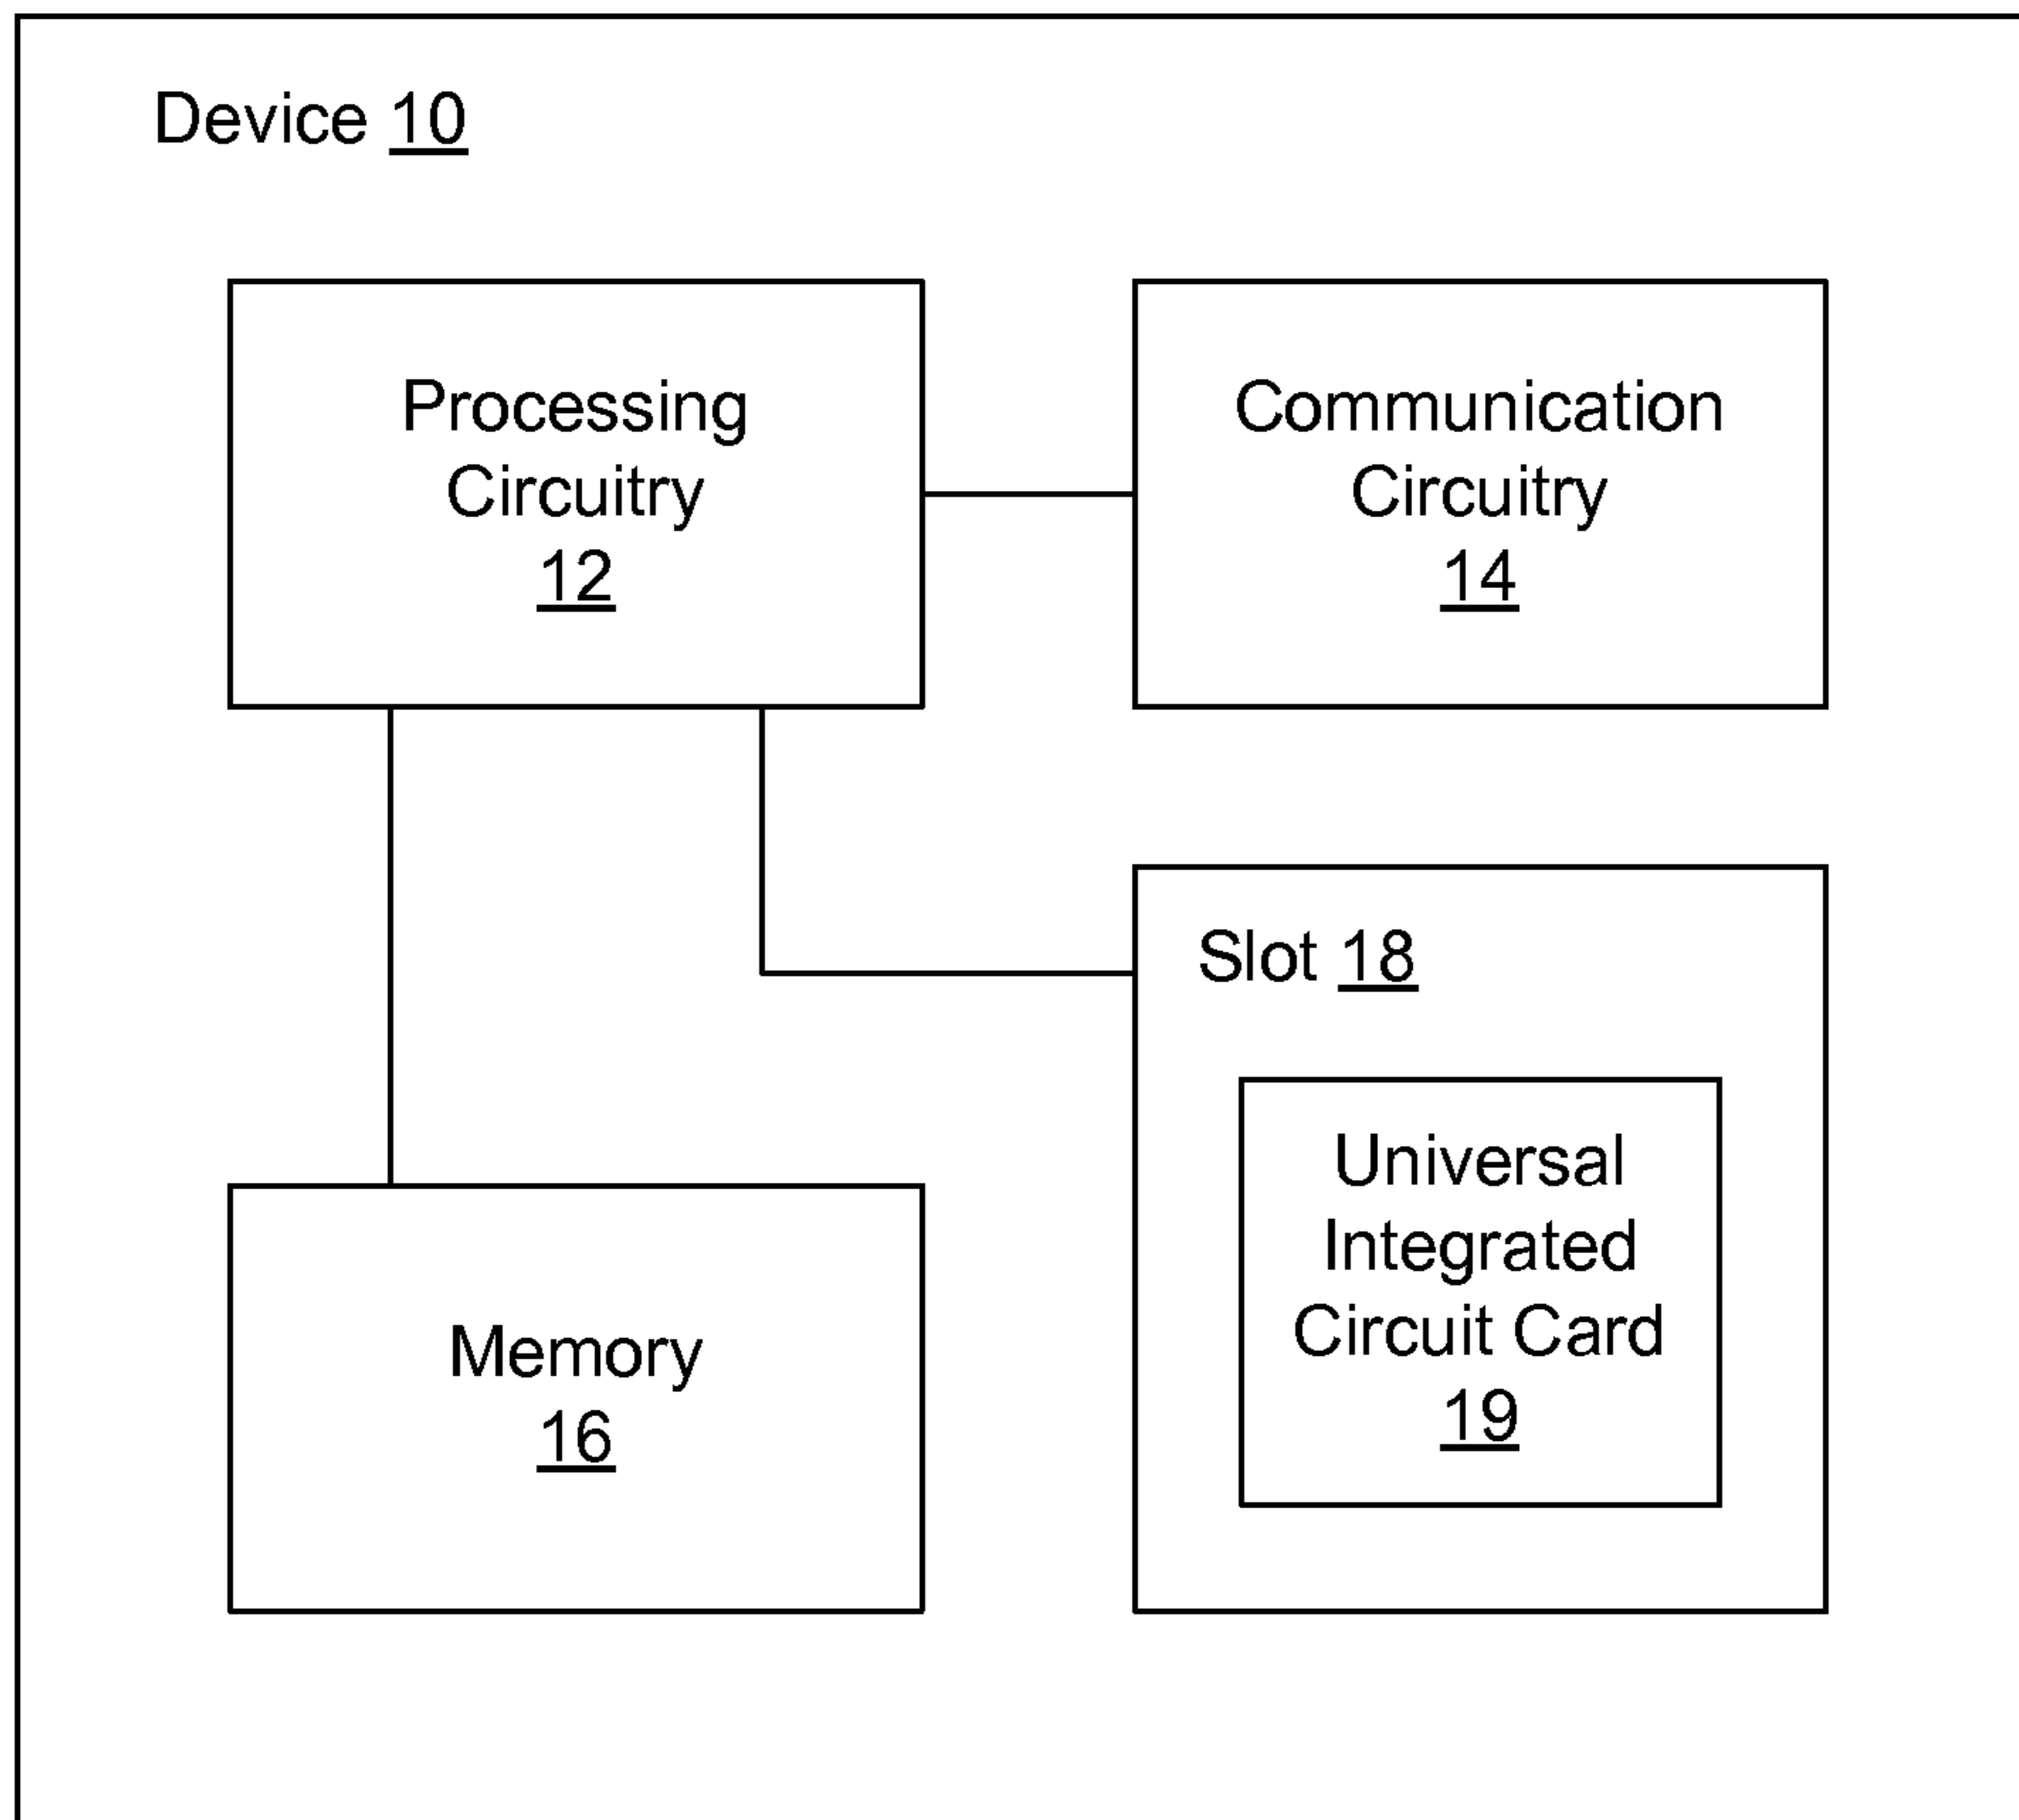 Device 10
Processing
Circuitry
12
Communication
Circuitry
14
Slot 18
Universal
Integrated
Circuit Card
19
Memory
16